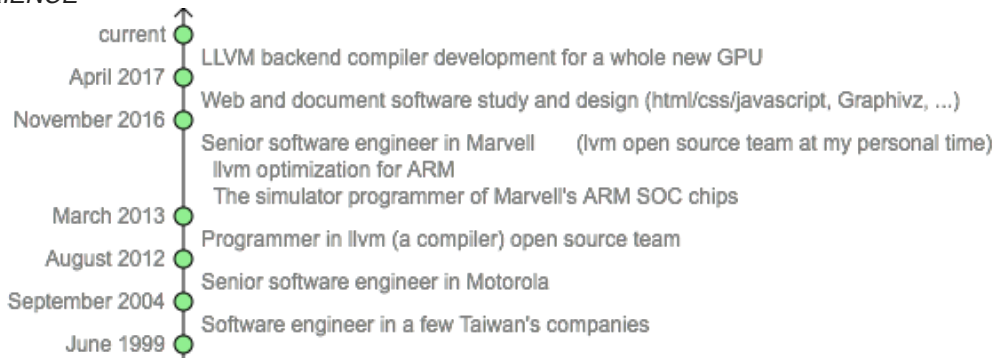 current
LLVM backend compiler development for a whole new GPU
April 2017
Web and document software study and design (html/css/javascript, Graphivz, ...)
November 2016
Senior software engineer in Marvell (lvm open source team at my personal time)
llvm optimization for ARM
The simulator programmer of Marvell's ARM SOC chips
March 2013
Programmer in llvm (a compiler) open source team
August 2012
Senior software engineer in Motorola
September 2004
Software engineer in a few Taiwan's companies
June 1999